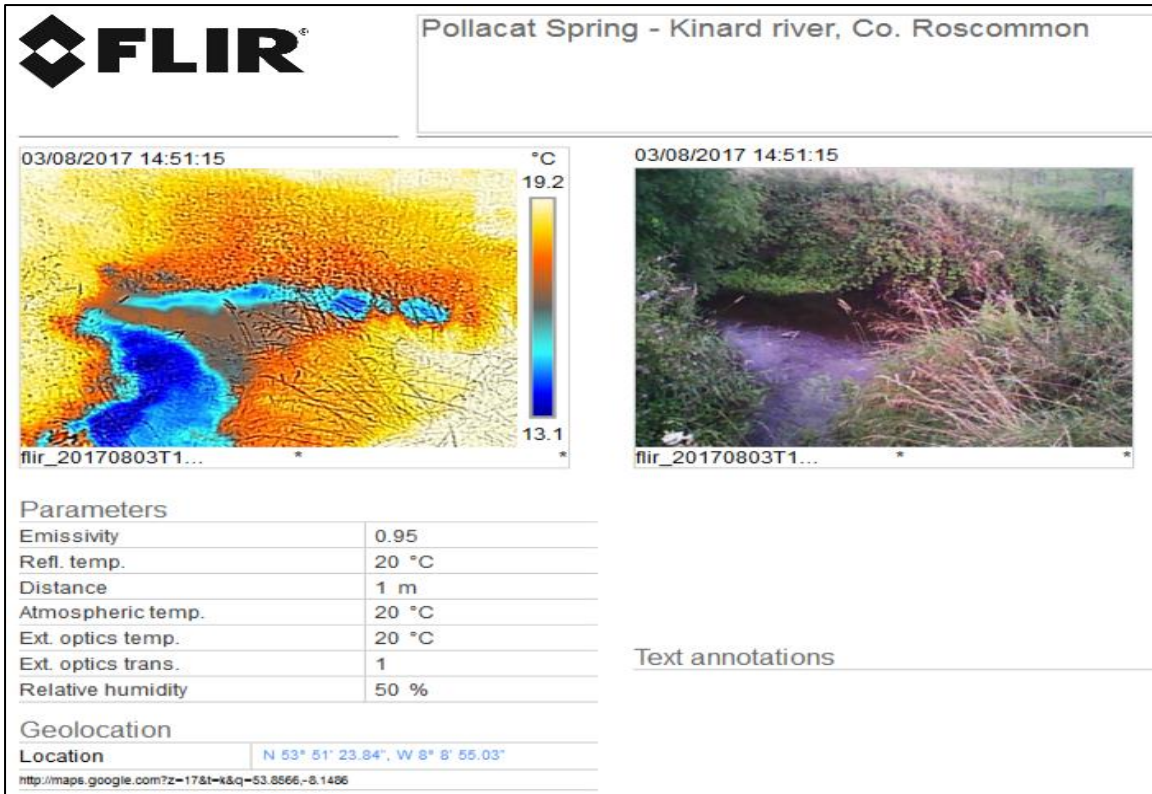 FLIR
Pollacat Spring - Kinard river, Co. Roscommon
03/08/2017 14:51:15
°C
19.2
13.1
flir_20170803T1... * *
03/08/2017 14:51:15
flir_20170803T1... * *
Parameters
Emissivity 0.95
Refl. temp. 20 °C
Distance 1 m
Atmospheric temp. 20 °C
Ext. optics temp. 20 °C
Ext. optics trans. 1
Relative humidity 50 %
Text annotations
Geolocation
Location N 53° 51' 23.84", W 8° 8' 55.03"
http://maps.google.com?z=17&t=k&q=53.8566,-8.1486